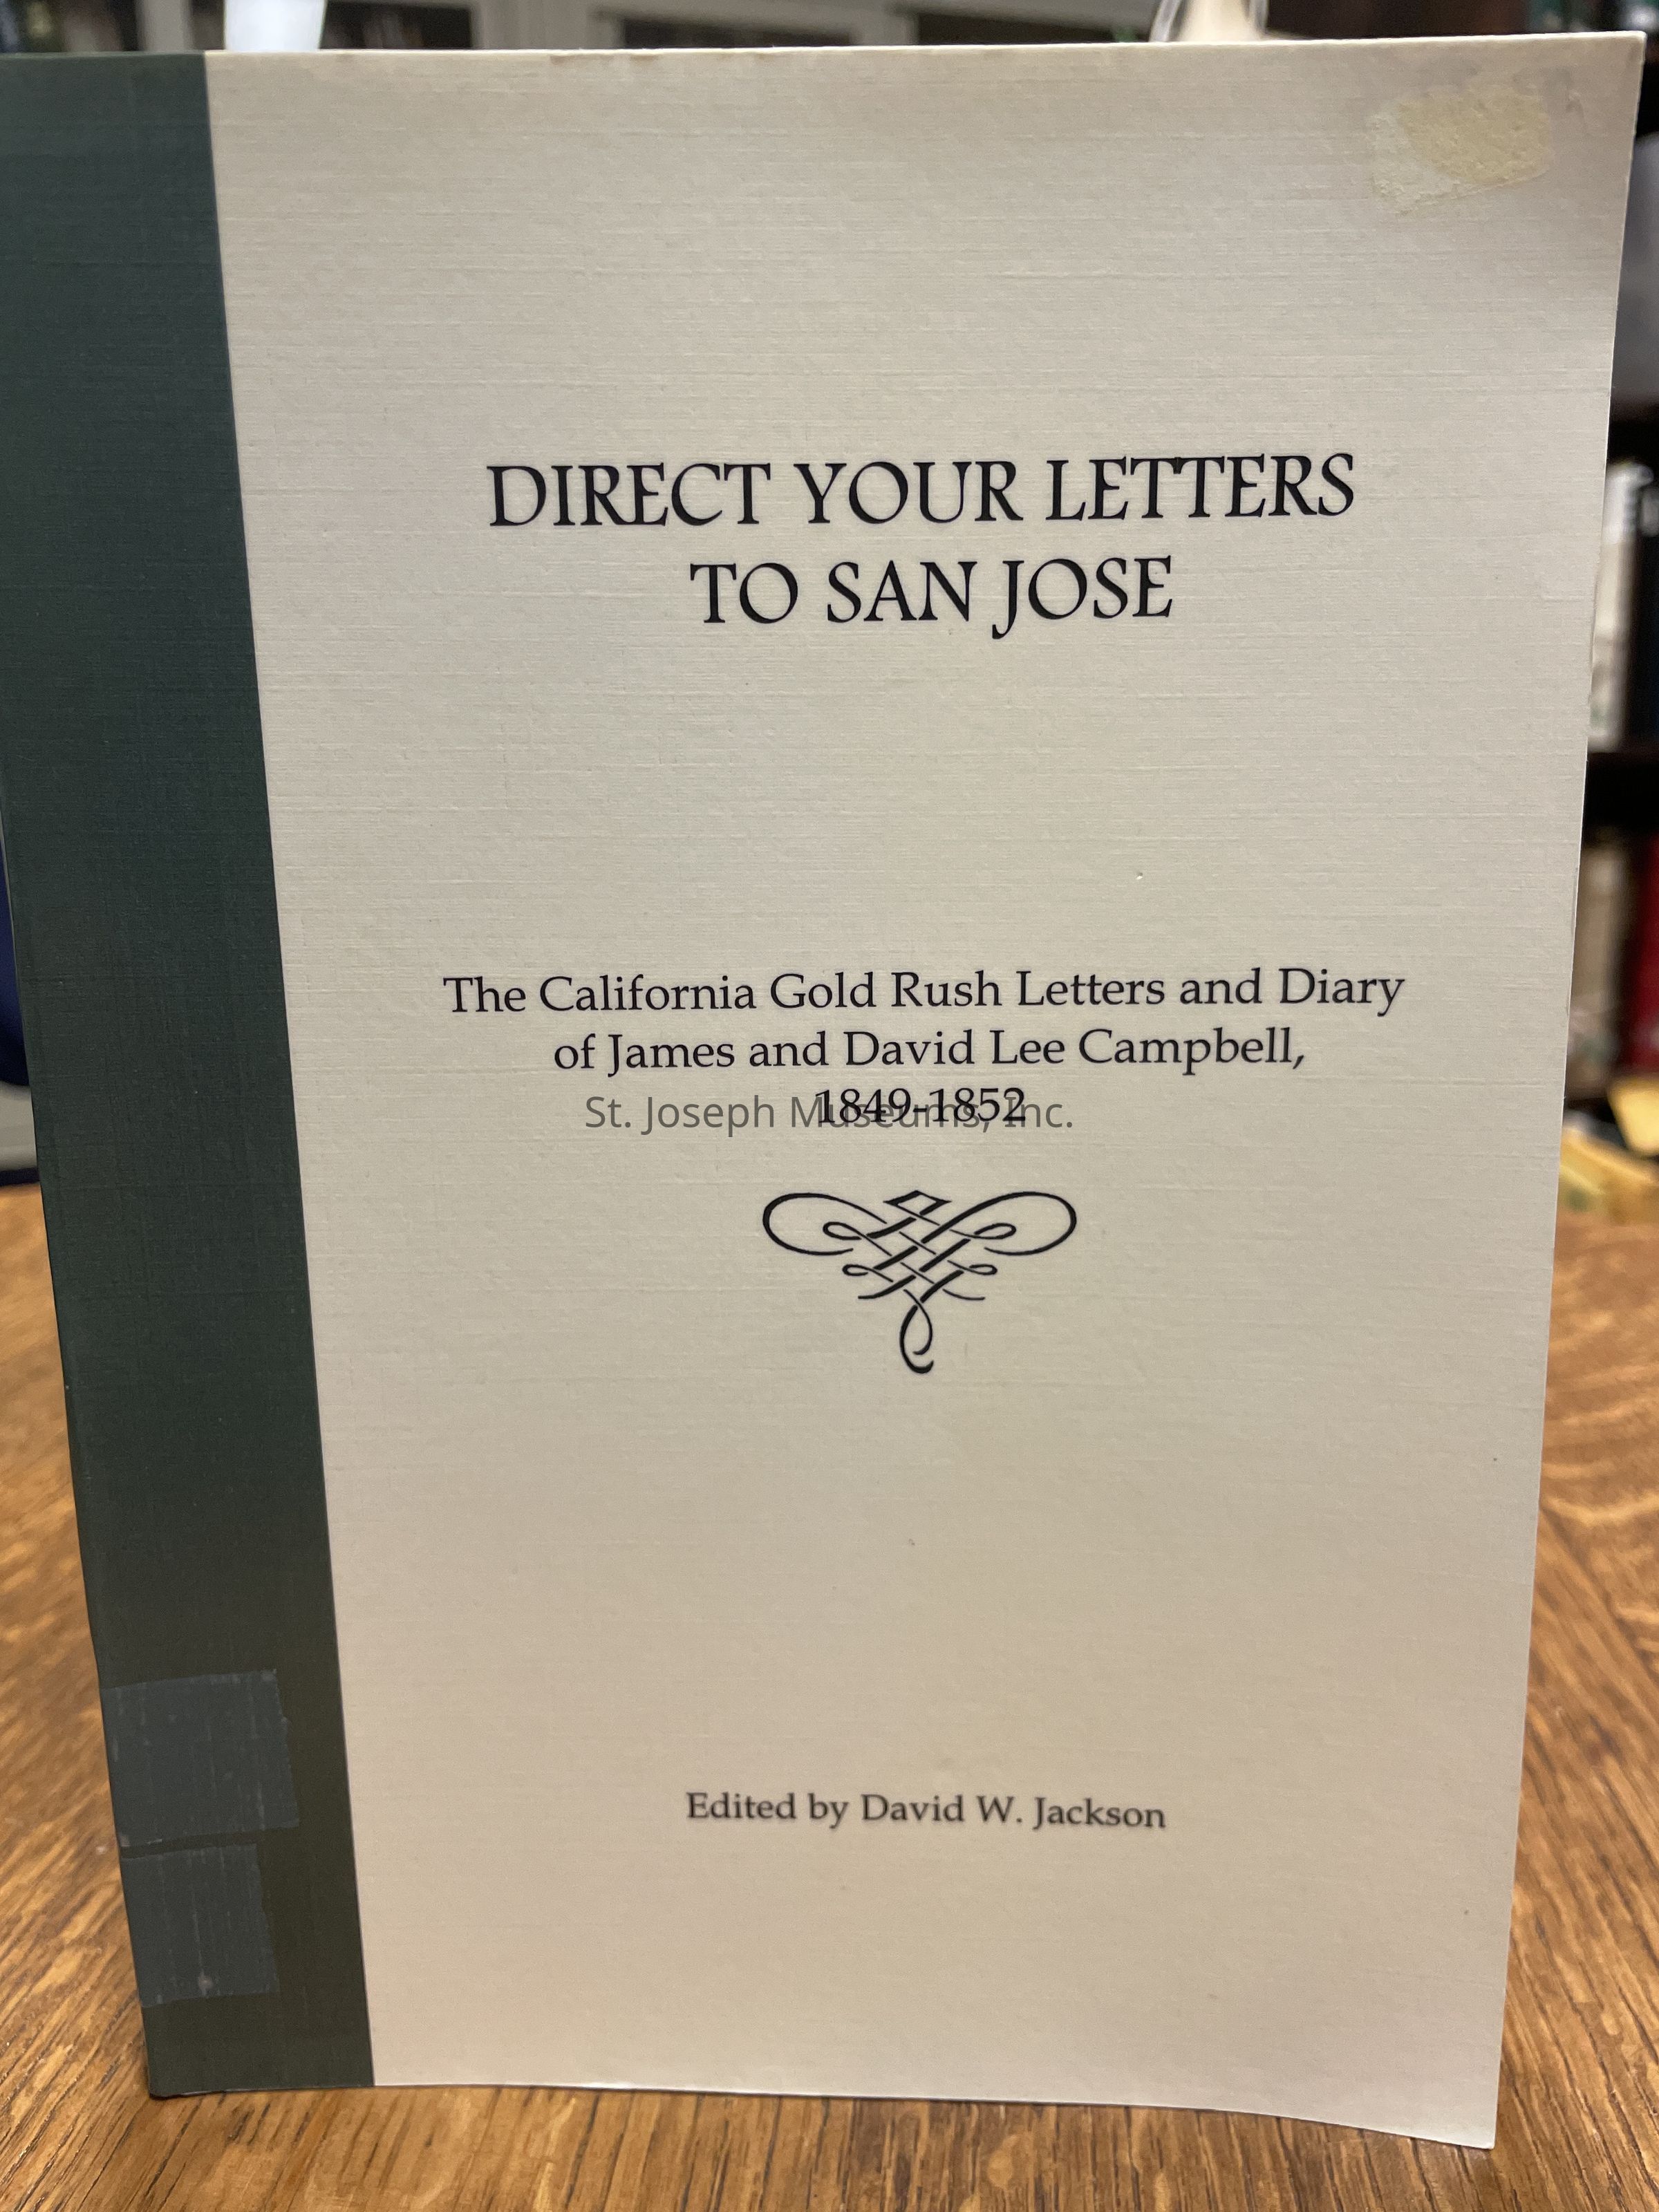 DIRECT YOUR LETTERS
TO SAN JOSE
The California Gold Rush Letters and Diary
of James and David Lee Campbell,
1849-1852
St. Joseph Museums, Inc.
Edited by David W. Jackson